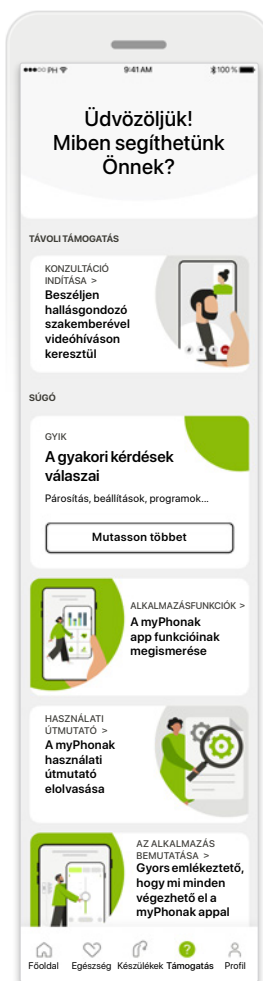 PH
9:41 AM
100 %
Üdvözöljük!
Miben segíthetünk
Önnek?
TÁVOLI TÁMOGATÁS
KONZULTÁCIÓ
INDÍTÁSA >
Beszéljen
hallásgondozó
szakemberével
videóhíváson
keresztül
SÚGÓ
GYIK
A gyakori kérdések
válaszai
Párosítás, beállítások, programok...
Mutasson többet
ALKALMAZÁSFUNKCIÓK >
A myPhonak
app funkcióinak
megismerése
HASZNÁLATI
ÚTMUTATÓ >
A myPhonak
használati
útmutató
elolvasása
AZ ALKALMAZÁS
BEMUTATÁSA >
Gyors emlékeztető,
hogy mi minden
végezhető el a
myPhonak appal
Főoldal Egészség Készülékek Támogatás Profil